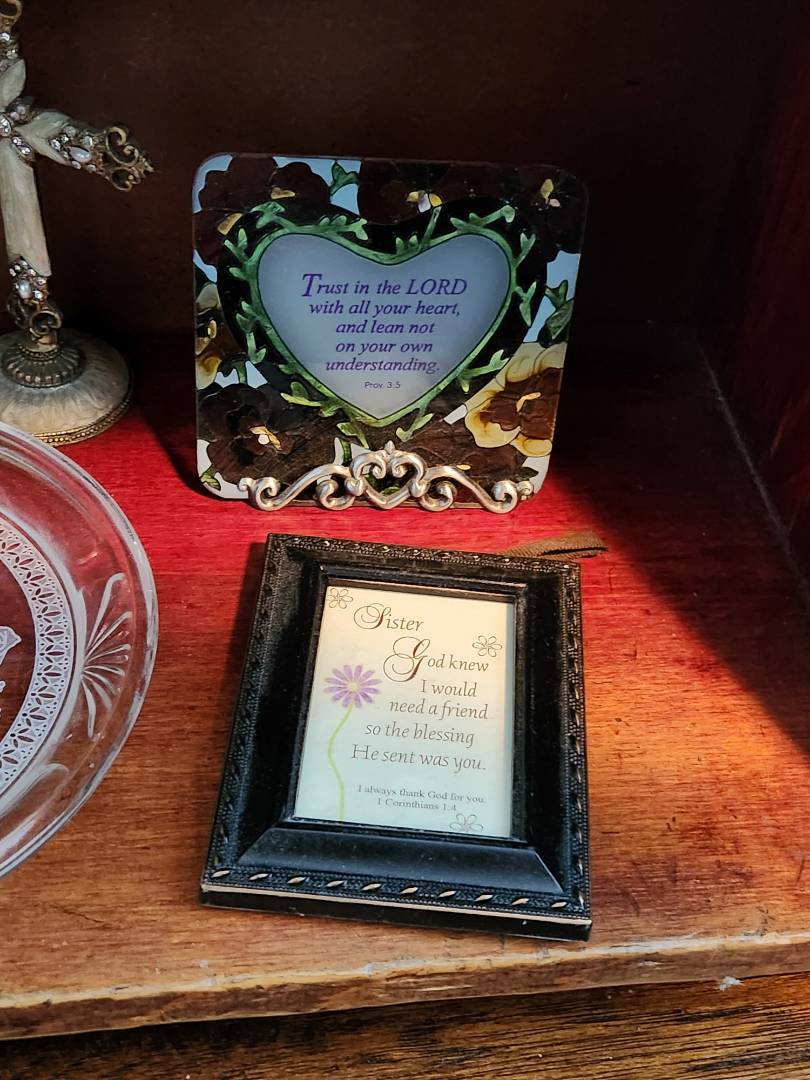 Trust in the LORD
with all your heart,
and lean not
on your own
understanding.
Prov. 3:5
Sister
God knew
I would
need a friend
so the blessing
He sent was you.
I always thank God for you.
1 Corinthians 1:4